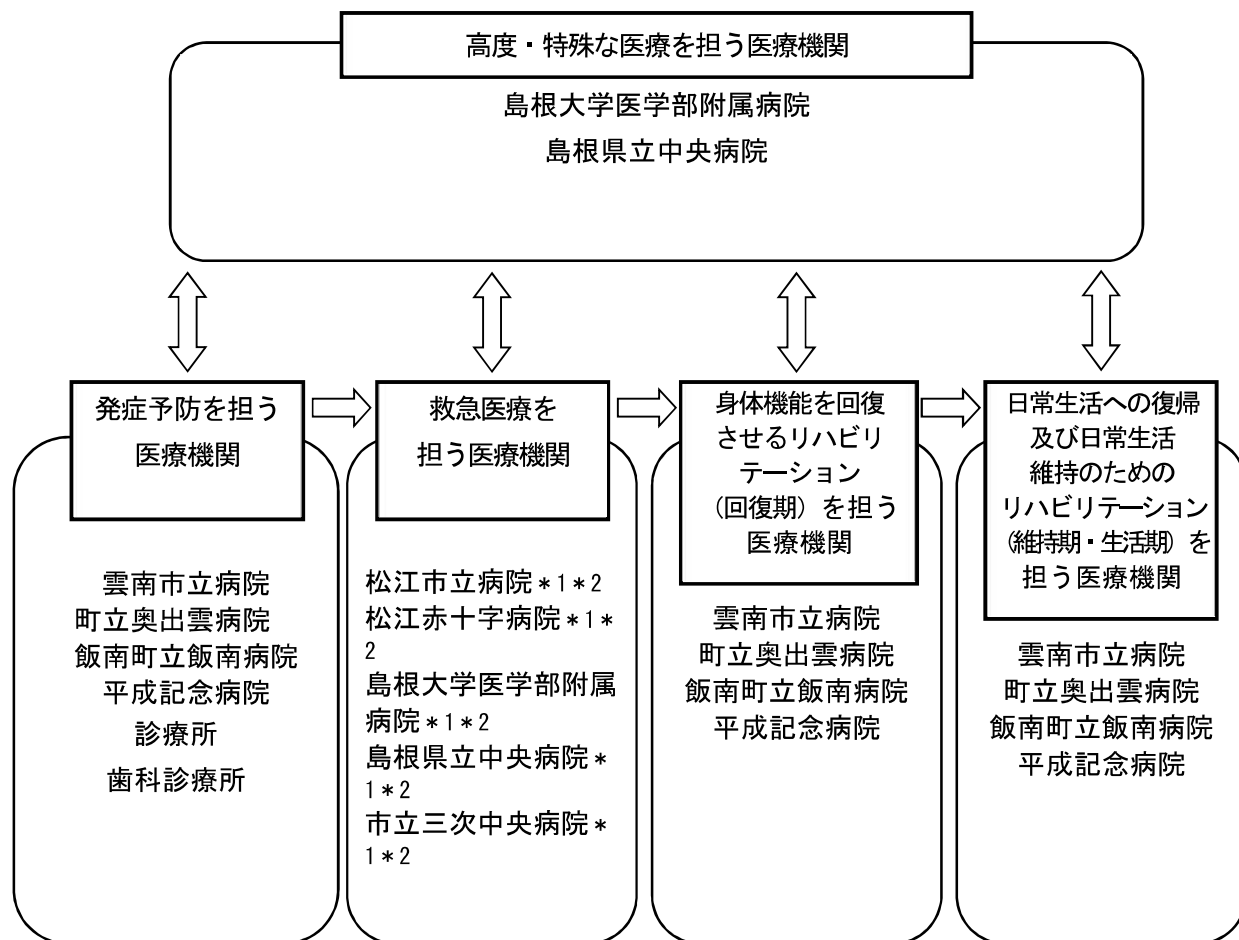 高度・特殊な医療を担う医療機関
島根大学医学部附属病院
島根県立中央病院
発症予防を担う
医療機関
雲南市立病院
町立奥出雲病院
飯南町立飯南病院
平成記念病院
診療所
歯科診療所
救急医療を
担う医療機関
松江市立病院＊1＊2
松江赤十字病院＊1＊
2
島根大学医学部附属
病院＊1＊2
島根県立中央病院＊
1＊2
市立三次中央病院＊
1＊2
身体機能を回復
させるリハビリ
テーション
（回復期）を担う
医療機関
雲南市立病院
町立奥出雲病院
飯南町立飯南病院
平成記念病院
日常生活への復帰
及び日常生活
維持のための
リハビリテーション
（維持期・生活期）を
担う医療機関
雲南市立病院
町立奥出雲病院
飯南町立飯南病院
平成記念病院